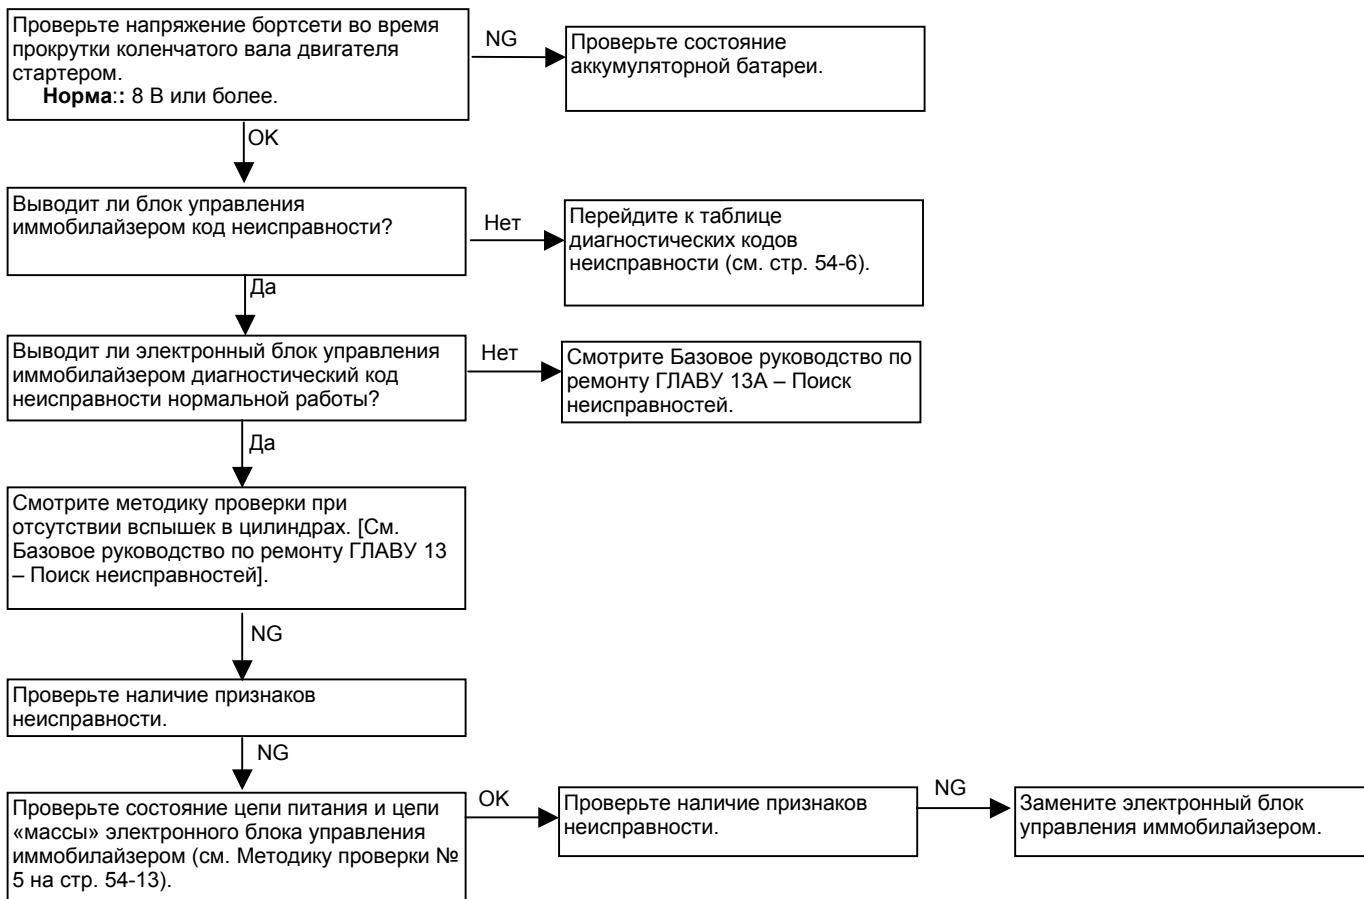 Проверьте напряжение бортсети во время
прокрутки коленчатого вала двигателя
стартером.
Норма:: 8 В или более.
NG
Проверьте состояние
аккумуляторной батареи.
OK
Выводит ли блок управления
иммобилайзером код неисправности?
Нет
Перейдите к таблице
диагностических кодов
неисправности (см. стр. 54-6).
Да
Выводит ли электронный блок управления
иммобилайзером диагностический код
неисправности нормальной работы?
Нет
Смотрите Базовое руководство по
ремонту ГЛАВУ 13А – Поиск
неисправностей.
Да
Смотрите методику проверки при
отсутствии вспышек в цилиндрах. [См.
Базовое руководство по ремонту ГЛАВУ 13
– Поиск неисправностей].
NG
Проверьте наличие признаков
неисправности.
NG
Проверьте состояние цепи питания и цепи
«массы» электронного блока управления
иммобилайзером (см. Методику проверки №
5 на стр. 54-13).
OK
Проверьте наличие признаков
неисправности.
NG
Замените электронный блок
управления иммобилайзером.